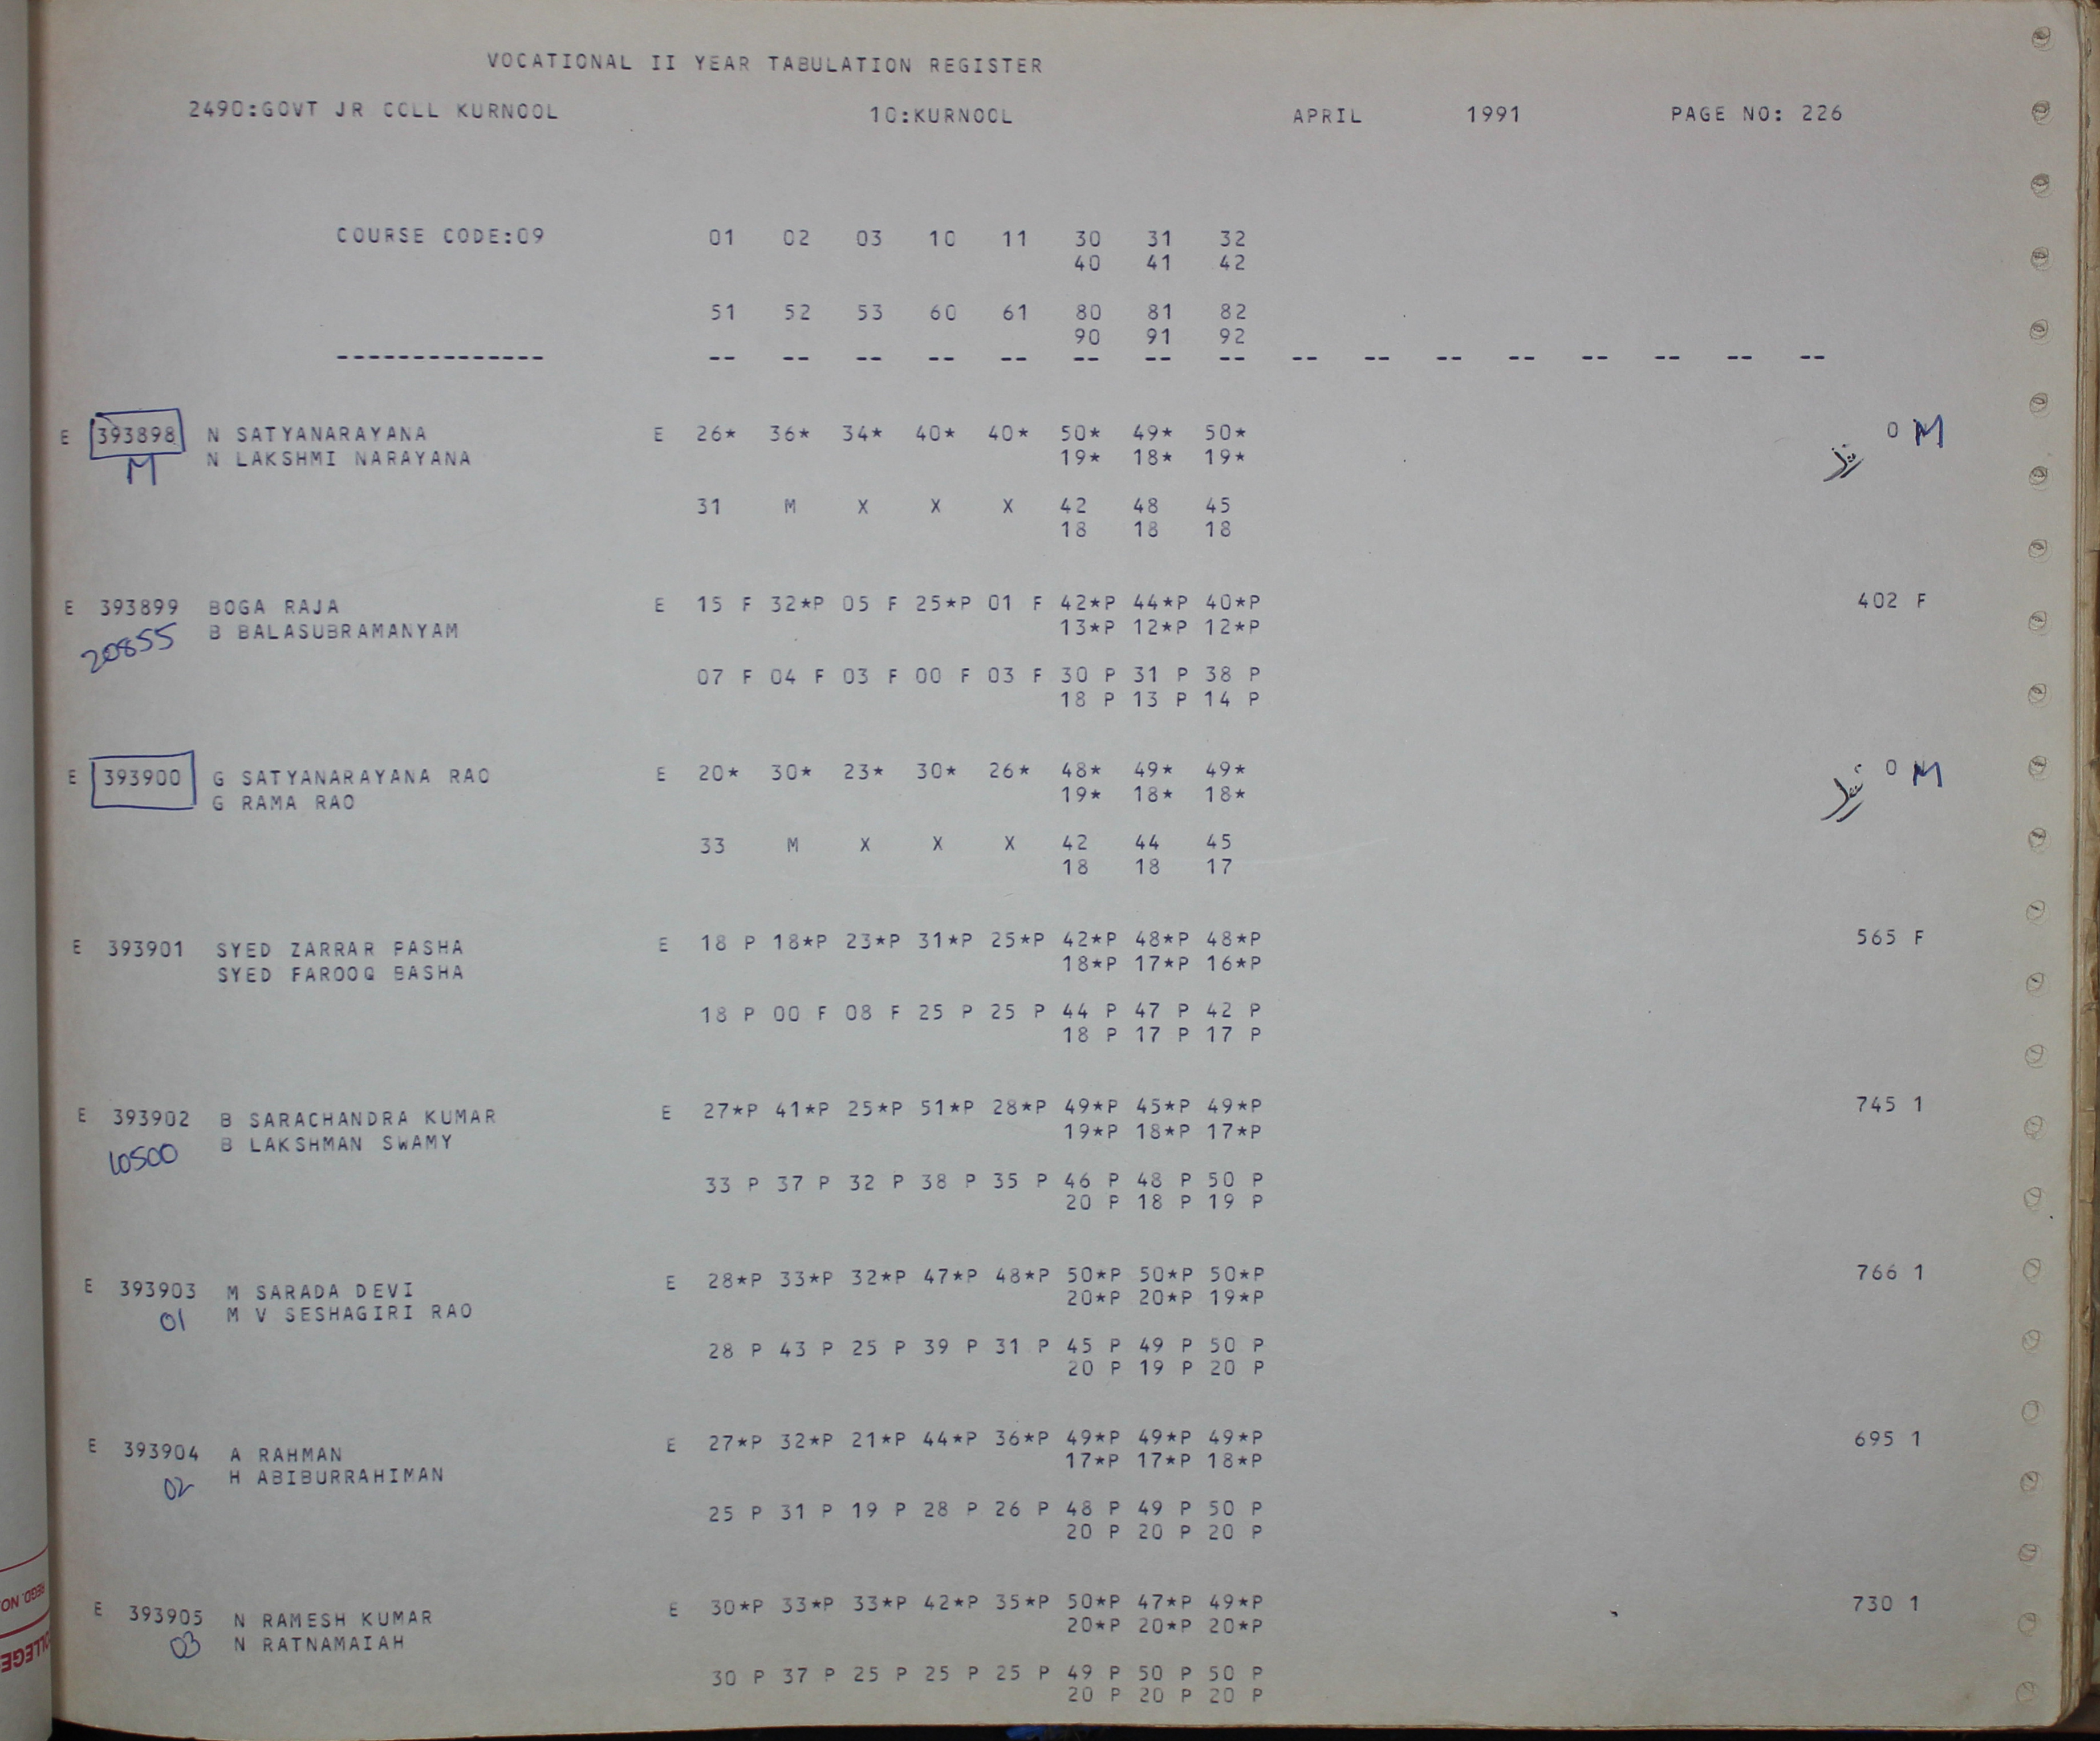 VOCATIONAL II YEAR TABULATION REGISTER
2490:GOVT JR COLL KURNOOL 10:KURNOOL APRIL 1991 PAGE NO: 226
COURSE CODE:09 01 02 03 10 11 30 31 32
40 41 42
51 52 53 60 61 80 81 82
90 91 92
-------------- -- -- -- -- -- -- -- -- -- -- -- -- -- -- -- --
E 393898 N SATYANARAYANA E 26* 36* 34* 40* 40* 50* 49* 50* 0 M
M N LAKSHMI NARAYANA 19* 18* 19*
31 M X X X 42 48 45
18 18 18
E 393899 BOGA RAJA E 15 F 32*P 05 F 25*P 01 F 42*P 44*P 40*P 402 F
20855 B BALASUBRAMANYAM 13*P 12*P 12*P
07 F 04 F 03 F 00 F 03 F 30 P 31 P 38 P
18 P 13 P 14 P
E 393900 G SATYANARAYANA RAO E 20* 30* 23* 30* 26* 48* 49* 49* 0 M
G RAMA RAO 19* 18* 18*
33 M X X X 42 44 45
18 18 17
E 393901 SYED ZARRAR PASHA E 18 P 18*P 23*P 31*P 25*P 42*P 48*P 48*P 565 F
SYED FAROOQ BASHA 18*P 17*P 16*P
18 P 00 F 08 F 25 P 25 P 44 P 47 P 42 P
18 P 17 P 17 P
E 393902 B SARACHANDRA KUMAR E 27*P 41*P 25*P 51*P 28*P 49*P 45*P 49*P 745 1
10500 B LAKSHMAN SWAMY 19*P 18*P 17*P
33 P 37 P 32 P 38 P 35 P 46 P 48 P 50 P
20 P 18 P 19 P
E 393903 M SARADA DEVI E 28*P 33*P 32*P 47*P 48*P 50*P 50*P 50*P 766 1
01 M V SESHAGIRI RAO 20*P 20*P 19*P
28 P 43 P 25 P 39 P 31 P 45 P 49 P 50 P
20 P 19 P 20 P
E 393904 A RAHMAN E 27*P 32*P 21*P 44*P 36*P 49*P 49*P 49*P 695 1
02 H ABIBURRAHIMAN 17*P 17*P 18*P
25 P 31 P 19 P 28 P 26 P 48 P 49 P 50 P
20 P 20 P 20 P
E 393905 N RAMESH KUMAR E 30*P 33*P 33*P 42*P 35*P 50*P 47*P 49*P 730 1
03 N RATNAMAIAH 20*P 20*P 20*P
30 P 37 P 25 P 25 P 25 P 49 P 50 P 50 P
20 P 20 P 20 P
REGD. NO